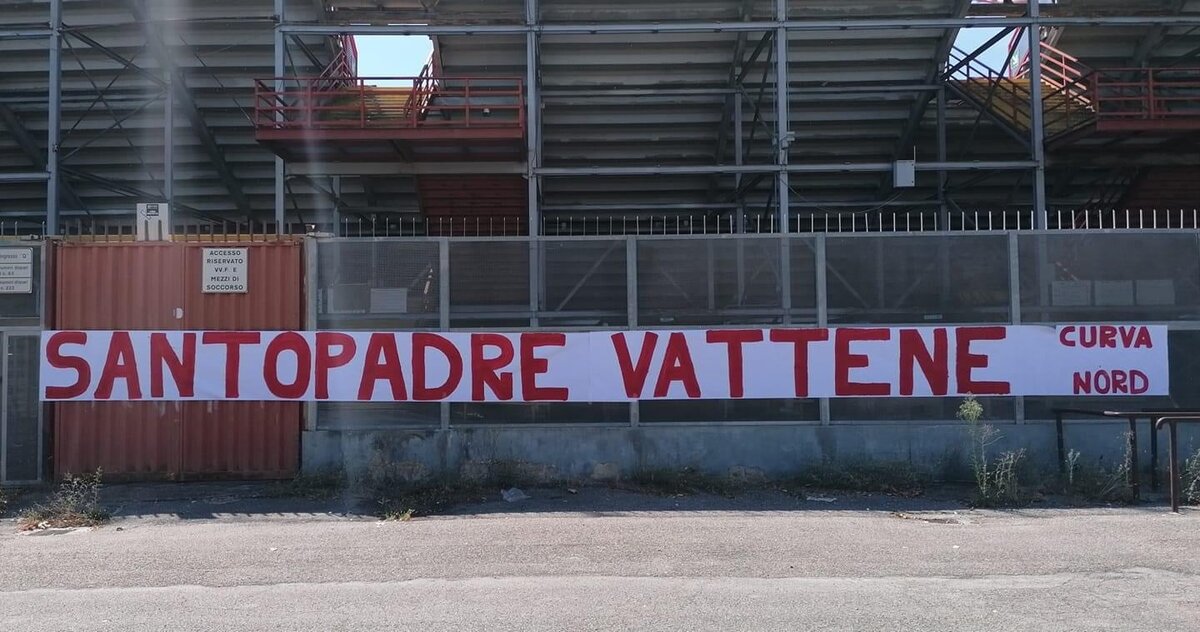 ACCESSO
RISERVATO
VV.F E
MEZZI DI
SOCCORSO
SANTOPADRE VATTENE
CURVA
NORD